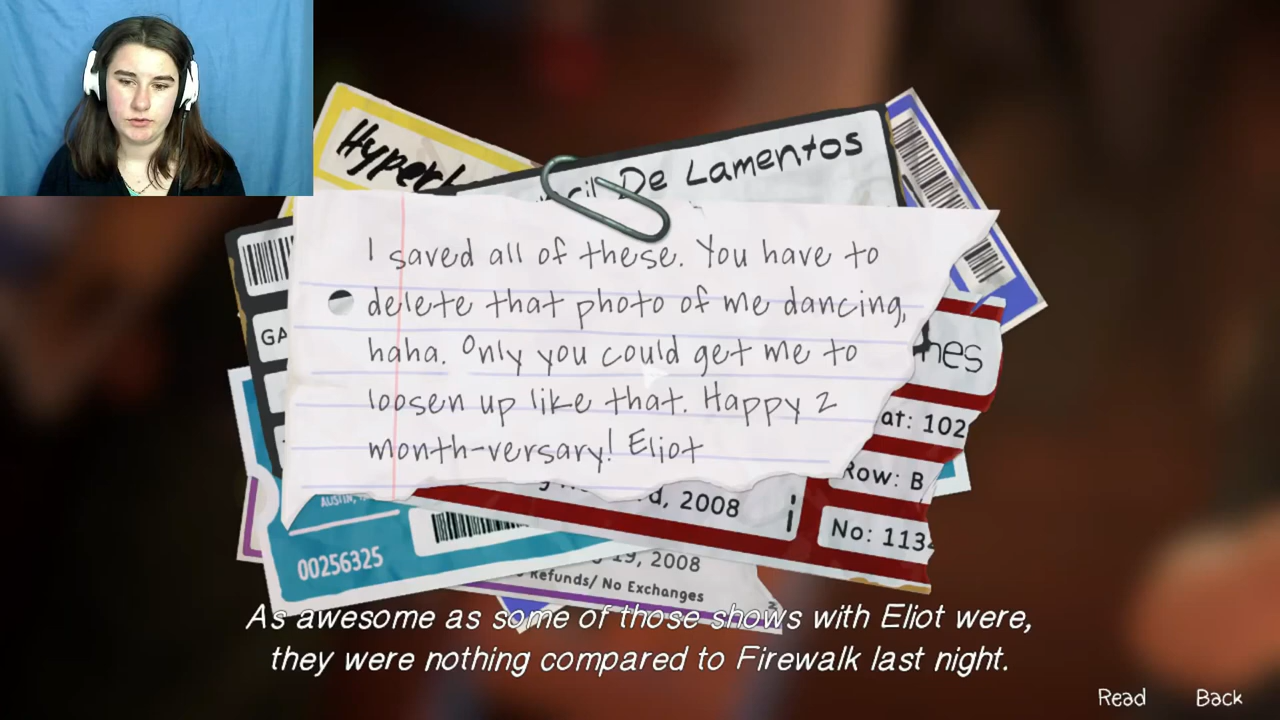 De Lamentos
I saved all of these. You have to
delete that photo of me dancing,
haha. Only you could get me to
loosen up like that. Happy 2
month-versary! Eliot
at: 102
Row: B
No: 113
d, 2008
00256325
19, 2008
Refunds/ No Exchanges
As awesome as some of those shows with Eliot were,
they were nothing compared to Firewalk last night.
Read Back